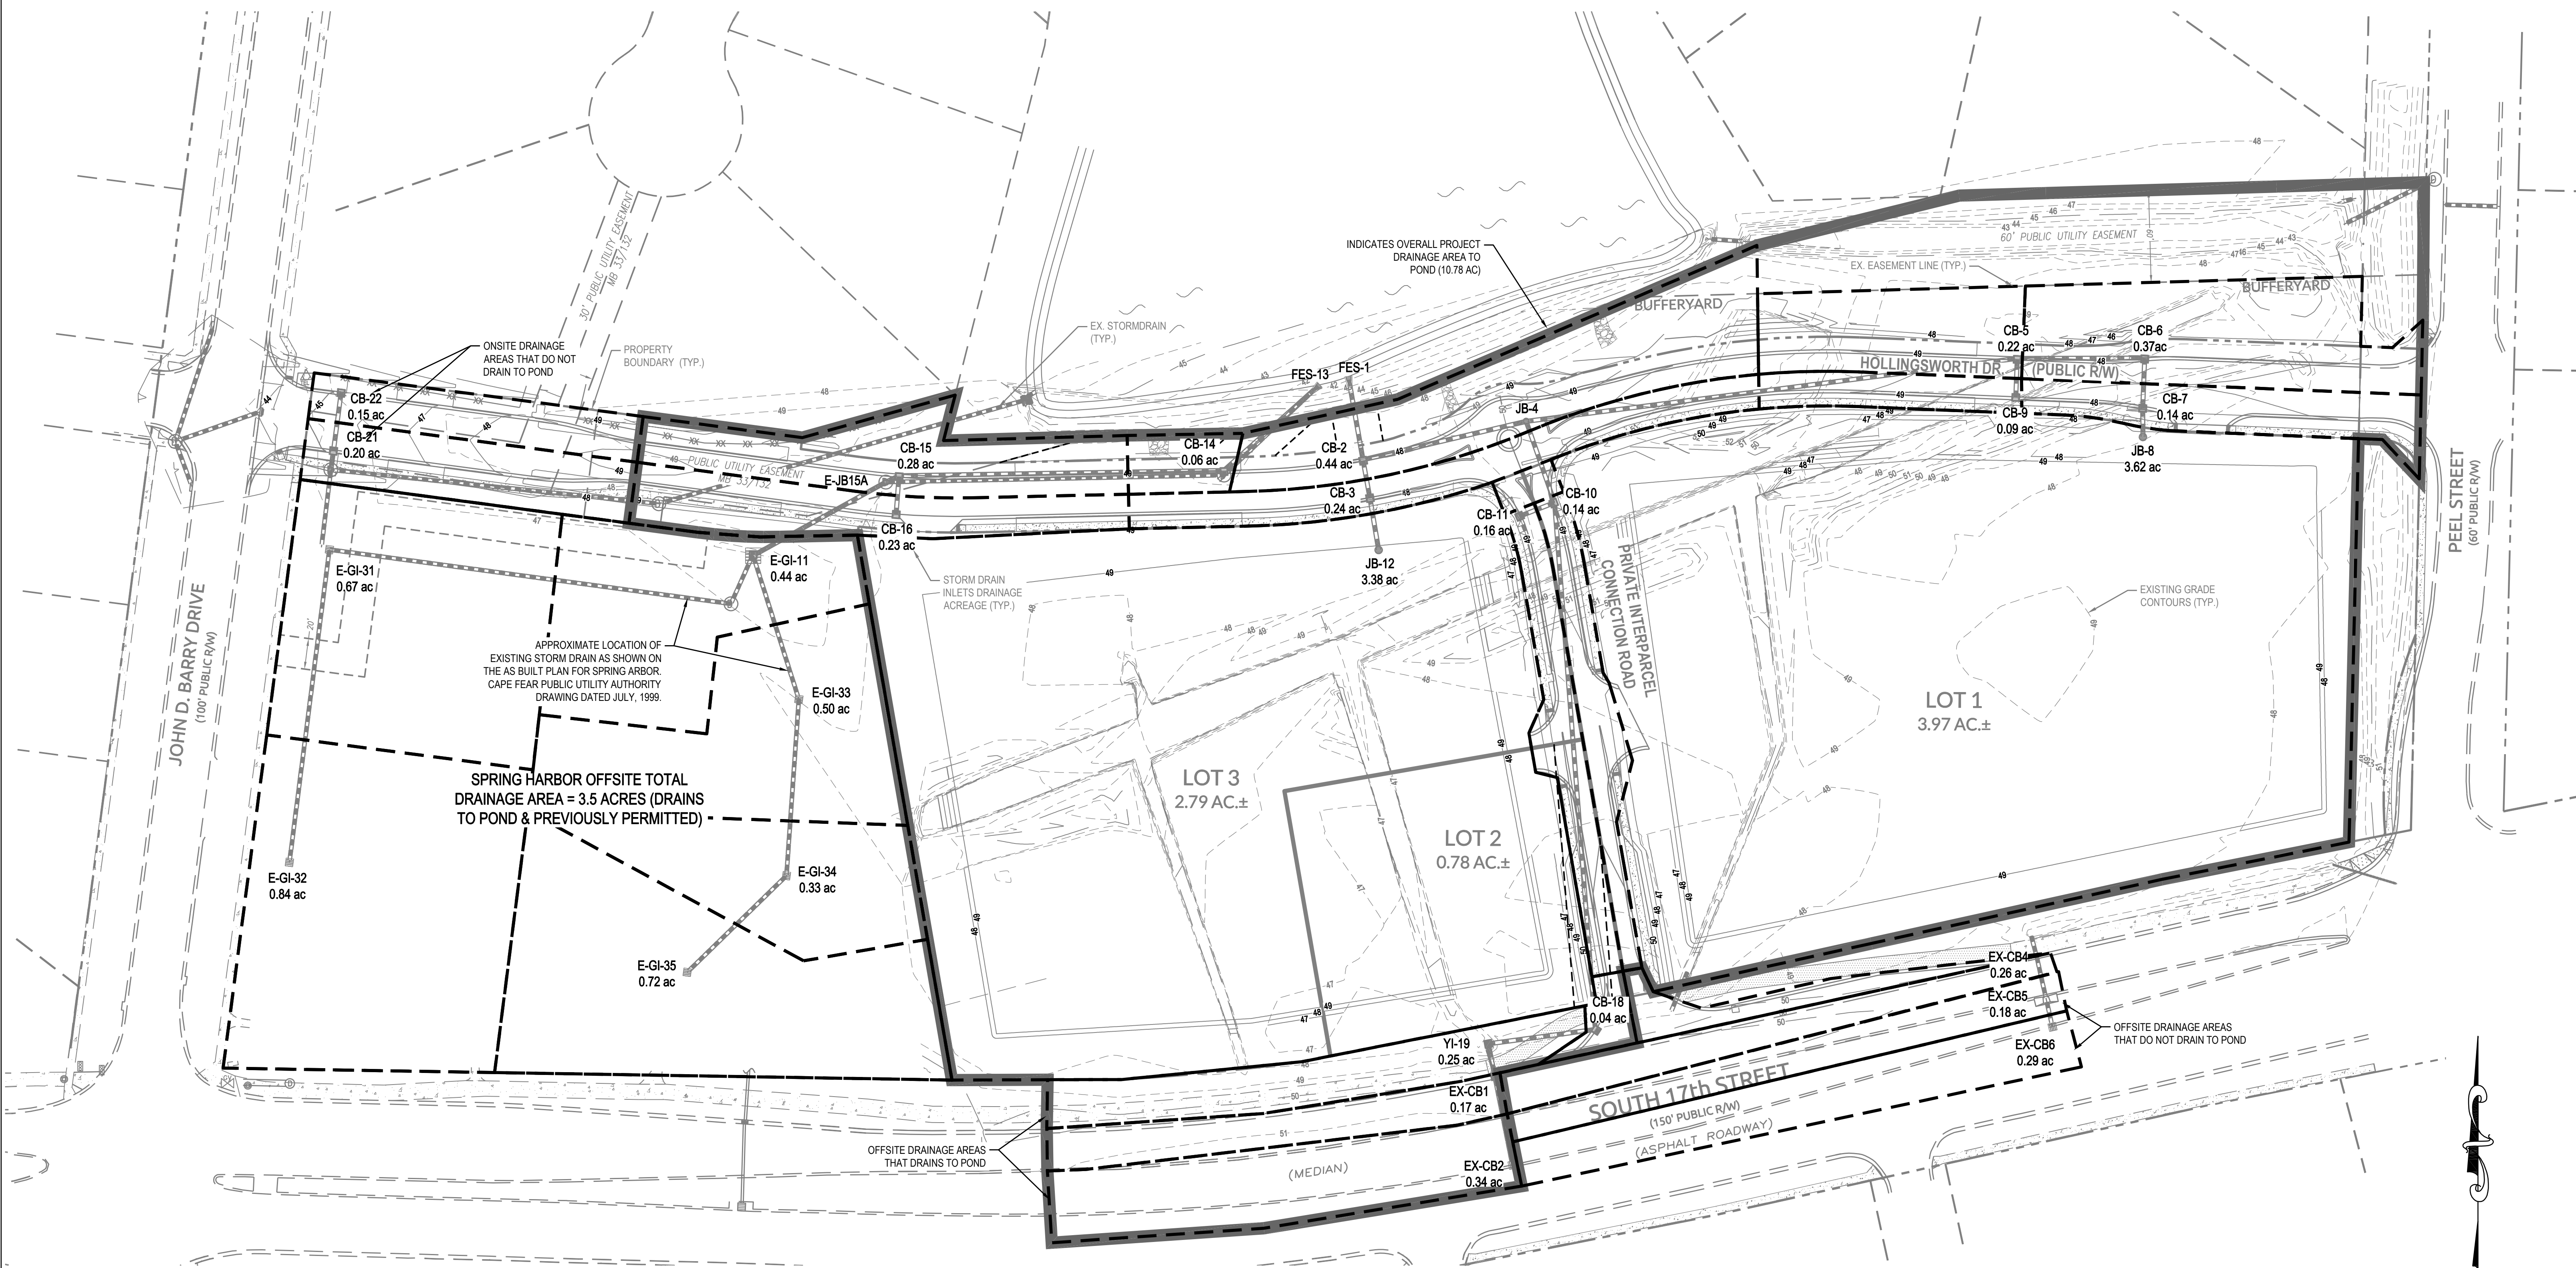 INDICATES OVERALL PROJECT
DRAINAGE AREA TO
POND (10.78 AC)
30' PUBLIC UTILITY EASEMENT
MB 33/132
43 44
45
46
47
60' PUBLIC UTILITY EASEMENT
EX. EASEMENT LINE (TYP.)
BUFFERYARD
BUFFERYARD
EX. STORMDRAIN
(TYP.)
ONSITE DRAINAGE
AREAS THAT DO NOT
DRAIN TO POND
PROPERTY
BOUNDARY (TYP.)
CB-22
0.15 ac
CB-21
0.20 ac
PUBLIC UTILITY EASEMENT
MB 33/132
CB-15
0.28 ac
E-JB15A
CB-16
0.23 ac
CB-14
0.06 ac
FES-13
FES-1
CB-2
0.44 ac
CB-3
0.24 ac
JB-4
JB-12
3.38 ac
CB-11
0.16 ac
CB-10
0.14 ac
CB-5
0.22 ac
CB-6
0.37ac
HOLLINGSWORTH DR.
(PUBLIC R/W)
CB-7
0.14 ac
CB-9
0.09 ac
JB-8
3.62 ac
PEEL STREET
(60' PUBLIC R/W)
E-GI-31
0.67 ac
E-GI-11
0.44 ac
STORM DRAIN
INLETS DRAINAGE
ACREAGE (TYP.)
PRIVATE INTERPARCEL
CONNECTION ROAD
EXISTING GRADE
CONTOURS (TYP.)
JOHN D. BARRY DRIVE
(100' PUBLIC R/W)
20'
APPROXIMATE LOCATION OF
EXISTING STORM DRAIN AS SHOWN ON
THE AS BUILT PLAN FOR SPRING ARBOR.
CAPE FEAR PUBLIC UTILITY AUTHORITY
DRAWING DATED JULY, 1999.
E-GI-33
0.50 ac
LOT 1
3.97 AC.±
SPRING HARBOR OFFSITE TOTAL
DRAINAGE AREA = 3.5 ACRES (DRAINS
TO POND & PREVIOUSLY PERMITTED)
LOT 3
2.79 AC.±
LOT 2
0.78 AC.±
E-GI-32
0.84 ac
E-GI-34
0.33 ac
E-GI-35
0.72 ac
EX-CB4
0.26 ac
EX-CB5
0.18 ac
EX-CB6
0.29 ac
OFFSITE DRAINAGE AREAS
THAT DO NOT DRAIN TO POND
CB-18
0.04 ac
YI-19
0.25 ac
EX-CB1
0.17 ac
SOUTH 17th STREET
(150' PUBLIC R/W)
(ASPHALT ROADWAY)
OFFSITE DRAINAGE AREAS
THAT DRAINS TO POND
(MEDIAN)
EX-CB2
0.34 ac